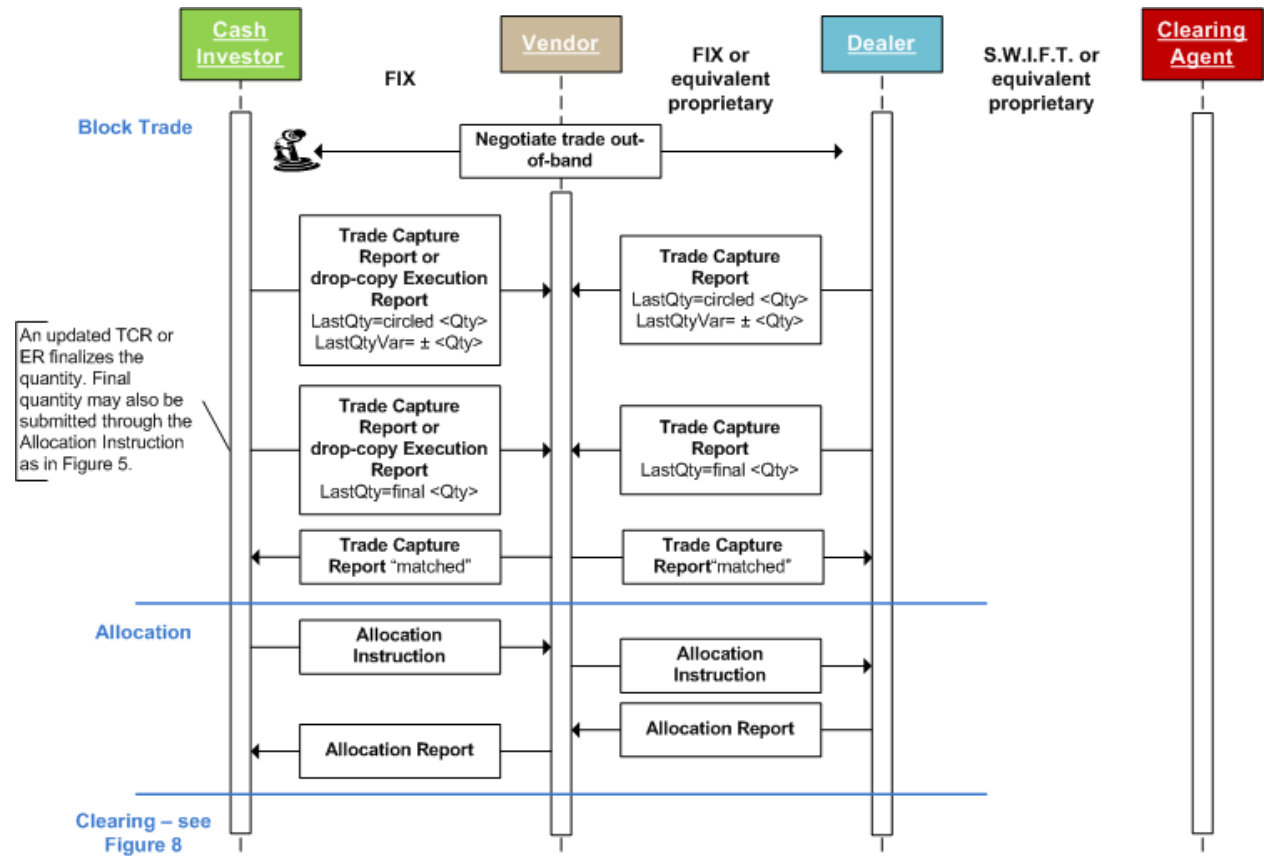 Cash
Investor
Vendor
Dealer
Clearing
Agent
FIX
FIX or
equivalent
proprietary
S.W.I.F.T. or
equivalent
proprietary
Block Trade
Negotiate trade out-
of-band
Trade Capture
Report or
drop-copy Execution
Report
LastQty=circled <Qty>
LastQtyVar= ± <Qty>
Trade Capture
Report
LastQty=circled <Qty>
LastQtyVar= ± <Qty>
An updated TCR or
ER finalizes the
quantity. Final
quantity may also be
submitted through the
Allocation Instruction
as in Figure 5.
Trade Capture
Report or
drop-copy Execution
Report
LastQty=final <Qty>
Trade Capture
Report
LastQty=final <Qty>
Trade Capture
Report “matched”
Trade Capture
Report“matched”
Allocation
Allocation
Instruction
Allocation
Instruction
Allocation Report
Allocation Report
Clearing – see
Figure 8